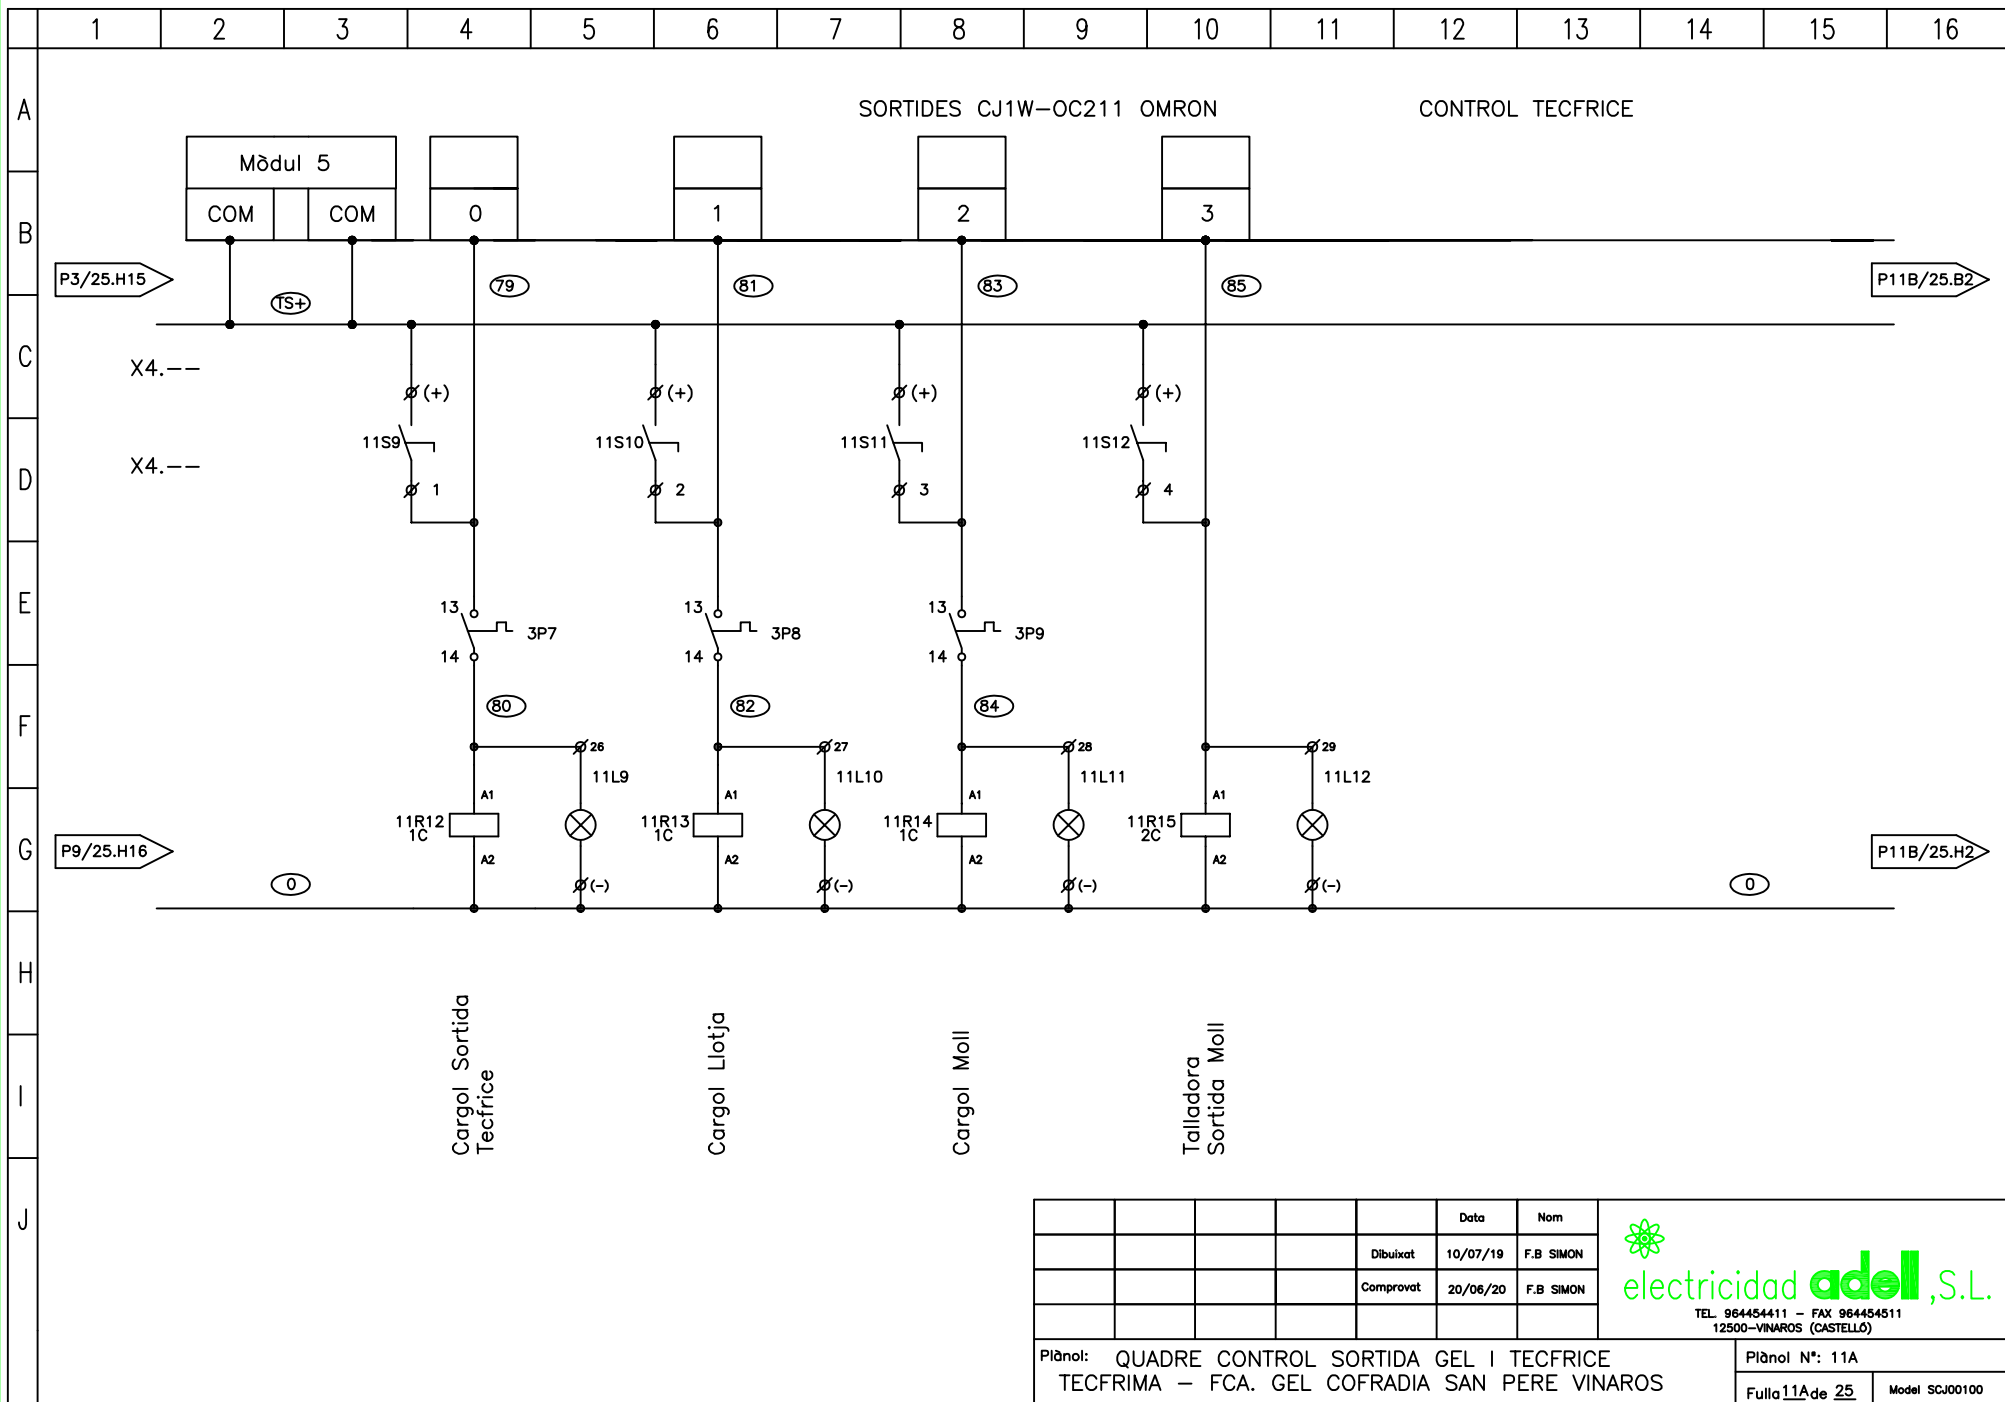 1 2 3 4 5 6 7 8 9 10 11 12 13 14 15 16
A
SORTIDES CJ1W-OC211 OMRON
CONTROL TECFRICE
Mòdul 5
B
COM COM 0 1 2 3
P3/25.H15
TS+
79
81
83
85
P11B/25.B2
C
X4.--
(+) (+) (+) (+)
11S9 11S10 11S11 11S12
D
X4.--
1 2 3 4
E
13 13 13
3P7 3P8 3P9
14 14 14
F
80 82 84
26 27 28 29
11L9 11L10 11L11 11L12
A1 A1 A1 A1
11R12 11R13 11R14 11R15
1C 1C 1C 2C
G
A2 A2 A2 A2
P9/25.H16
P11B/25.H2
0
(-) (-) (-) (-)
0
H
Cargol Sortida
Tecfrice
Cargol Llotja
Cargol Moll
Talladora
Sortida Moll
I
J
Data Nom
Dibuixat 10/07/19 F.B SIMON
Comprovat 20/06/20 F.B SIMON
electricidad adell ,S.L.
TEL. 964454411 - FAX 964454511
12500-VINAROS (CASTELLÓ)
Plànol: QUADRE CONTROL SORTIDA GEL I TECFRICE
TECFRIMA - FCA. GEL COFRADIA SAN PERE VINAROS
Plànol Nº: 11A
Fulla 11A de 25
Model SCJ00100